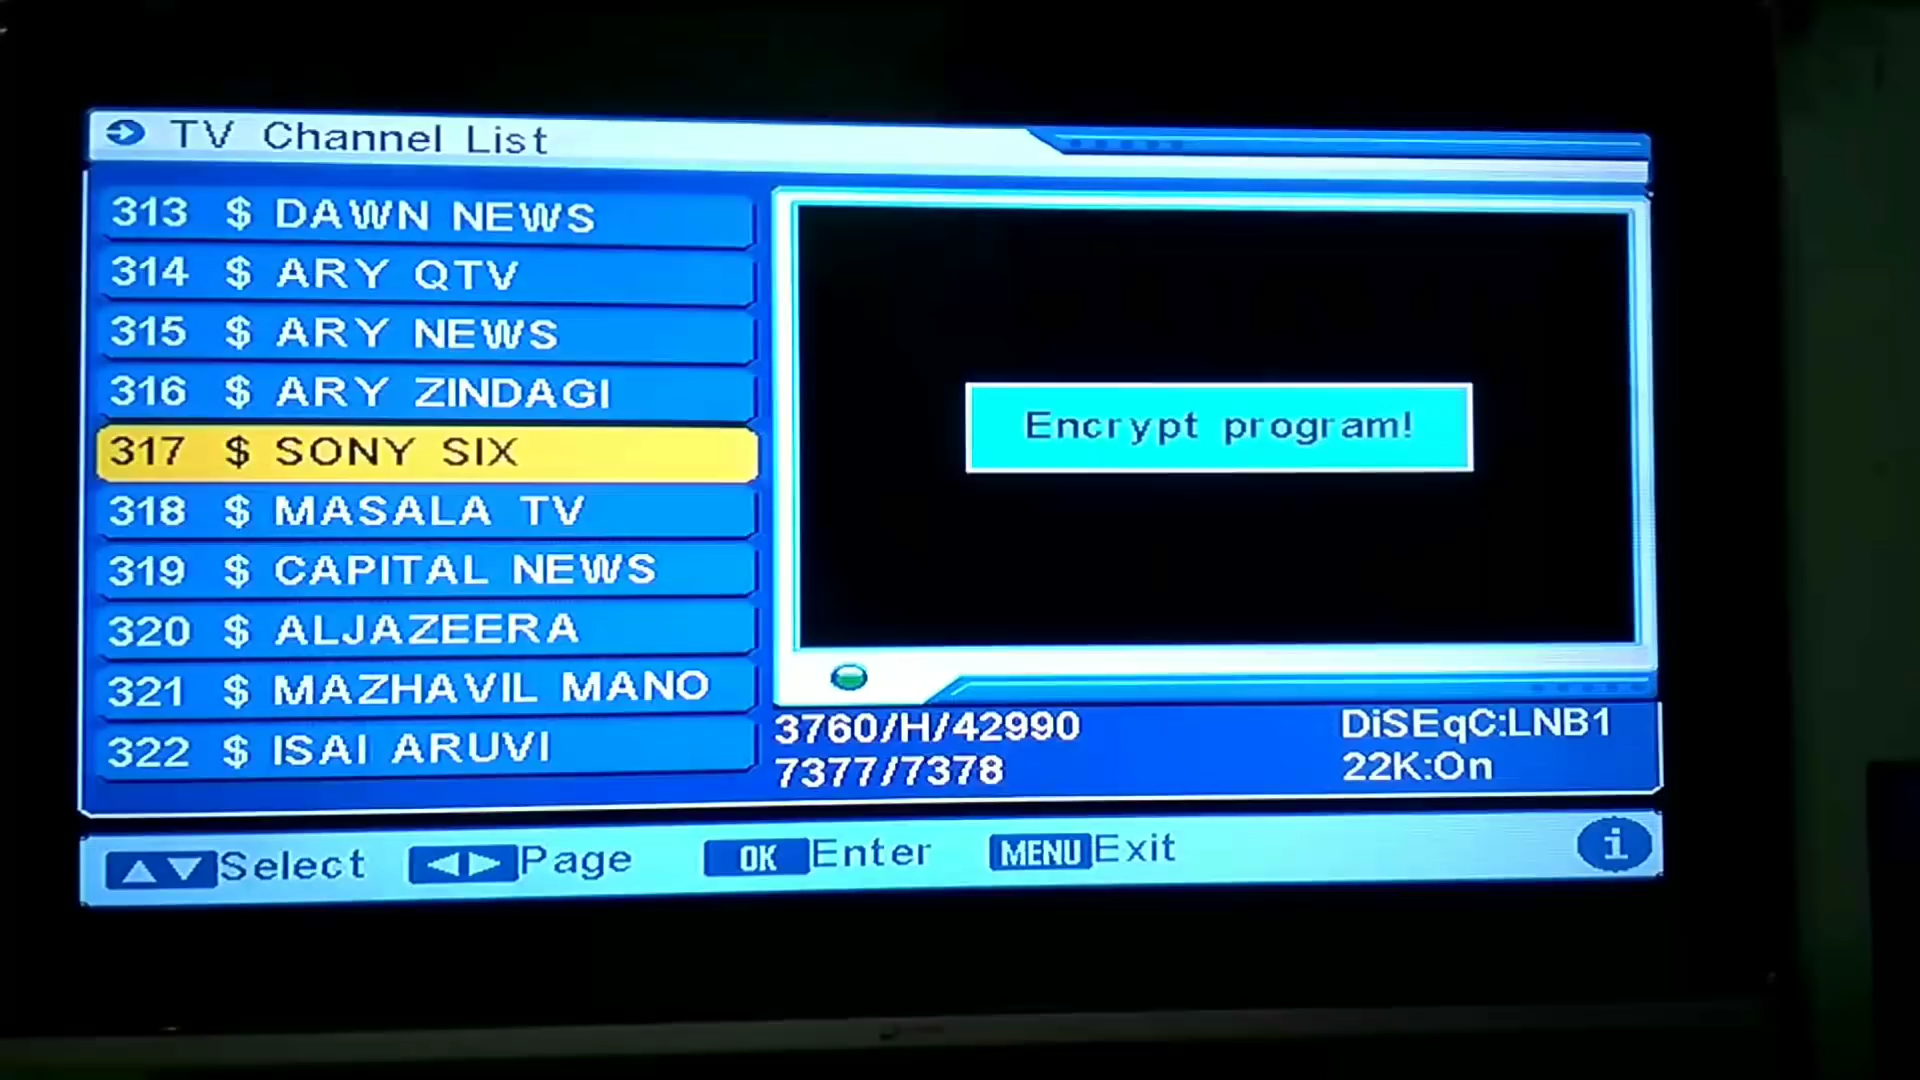 TV Channel List
313 $ DAWN NEWS
314 $ ARY QTV
315 $ ARY NEWS
316 $ ARY ZINDAGI
317 $ SONY SIX
318 $ MASALA TV
319 $ CAPITAL NEWS
320 $ ALJAZEERA
321 $ MAZHAVIL MANO
322 $ ISAI ARUVI
Encrypt program!
3760/H/42990 DiSEqC:LNB1
7377/7378 22K:On
Select Page OK Enter MENU Exit i